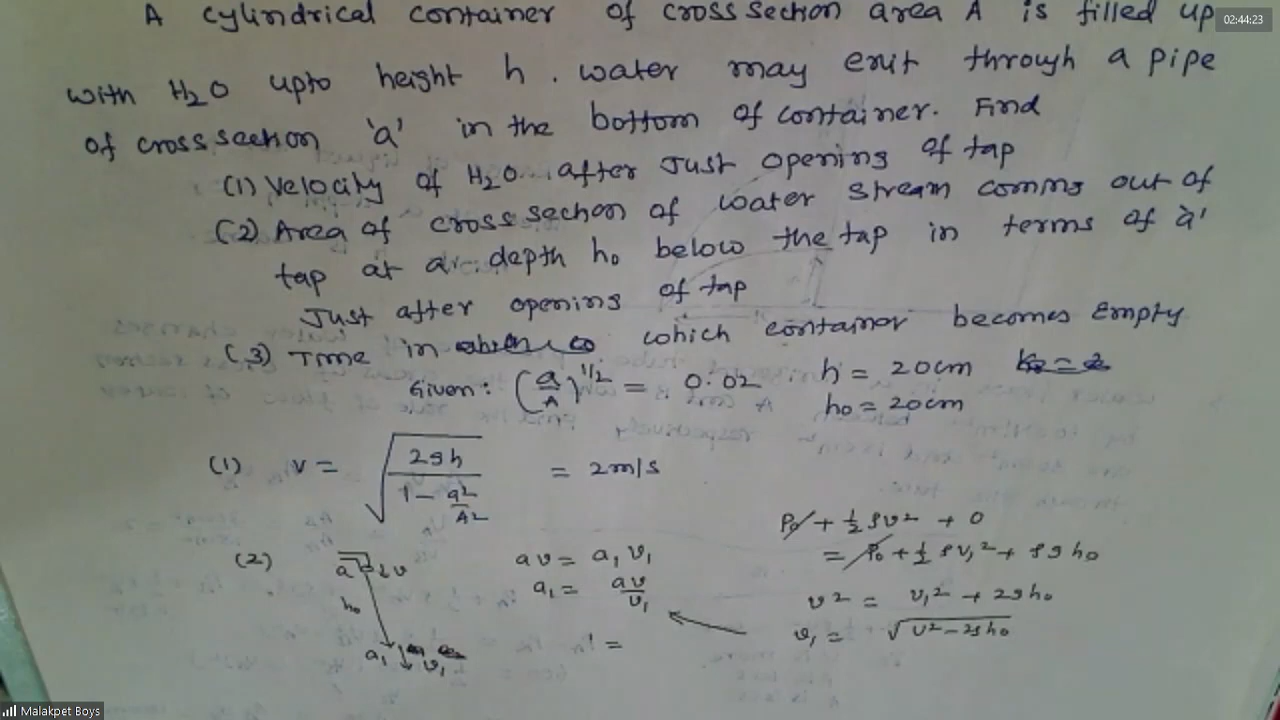 02:44:23
A cylindrical container of cross section area A is filled up
with H2O upto height h. water may exit through a pipe
of cross section 'a' in the bottom of container. Find
(1) Velocity of H2O after Just opening of tap
(2) Area of cross section of water stream coming out of
tap at a depth h₀ below the tap in terms of 'a'
Just after opening of tap
(3) Time in which container becomes Empty
Given: (a/A)^1/2 = 0.02 h = 20cm
h₀ = 20cm
(1) v = √(2gh / (1 - a²/A²)) = 2m/s
(2) a v
h₀
a₁ v₁
av = a₁v₁
a₁ = av/v₁
=
P₀ + ½ρv² + 0
= P₀ + ½ρv₁² + ρgh₀
v² = v₁² + 2gh₀
v₁ = √(v² - 2gh₀)
Malakpet Boys